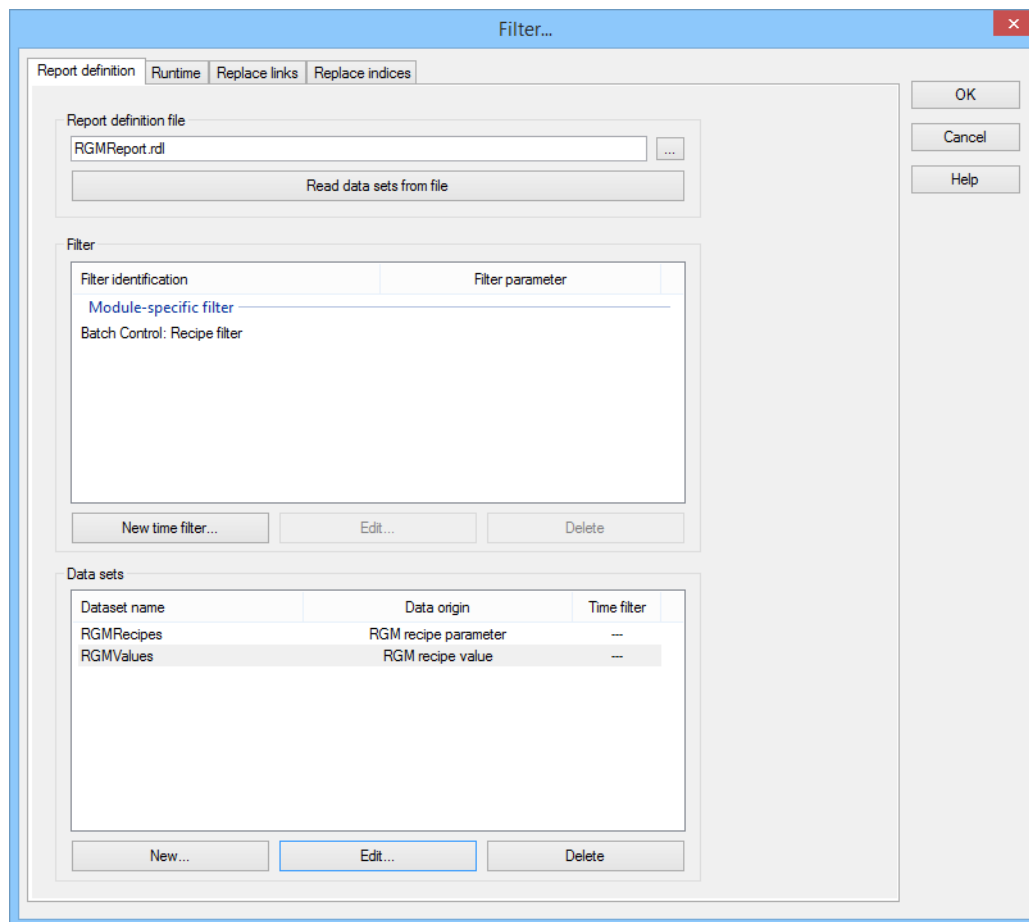 Filter...
Report definition Runtime Replace links Replace indices
OK
Cancel
Help
Report definition file
RGMReport.rdl ...
Read data sets from file
Filter
Filter identification Filter parameter
Module-specific filter
Batch Control: Recipe filter
New time filter... Edit... Delete
Data sets
Dataset name Data origin Time filter
RGMRecipes RGM recipe parameter ---
RGMValues RGM recipe value ---
New... Edit... Delete